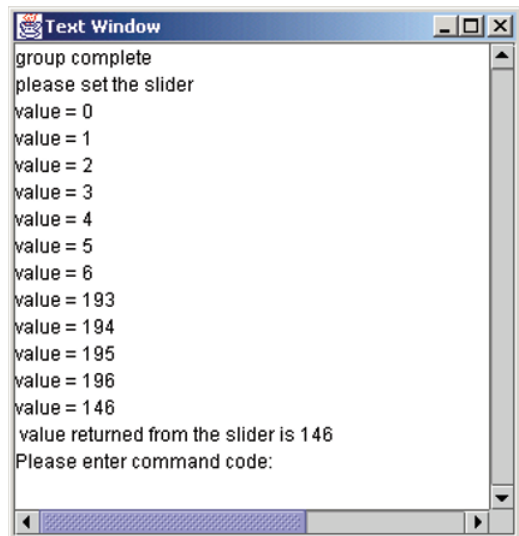 Text Window
group complete
please set the slider
value = 0
value = 1
value = 2
value = 3
value = 4
value = 5
value = 6
value = 193
value = 194
value = 195
value = 196
value = 146
value returned from the slider is 146
Please enter command code: